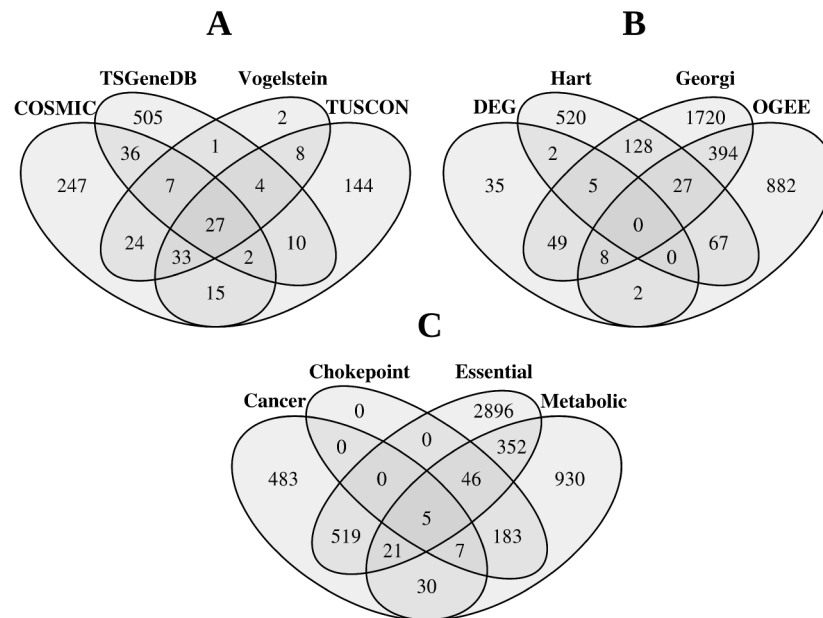 A
B
TSGeneDB Vogelstein
Hart Georgi
COSMIC TUSCON
DEG OGEE
505 2
520 1720
36 1 8
2 128 394
247 7 4 144
35 5 27 882
27
0
24 33 2 10
49 8 0 67
15
2
C
Chokepoint Essential
Cancer Metabolic
0 2896
0 0 352
483 0 46 930
5
519 21 7 183
30